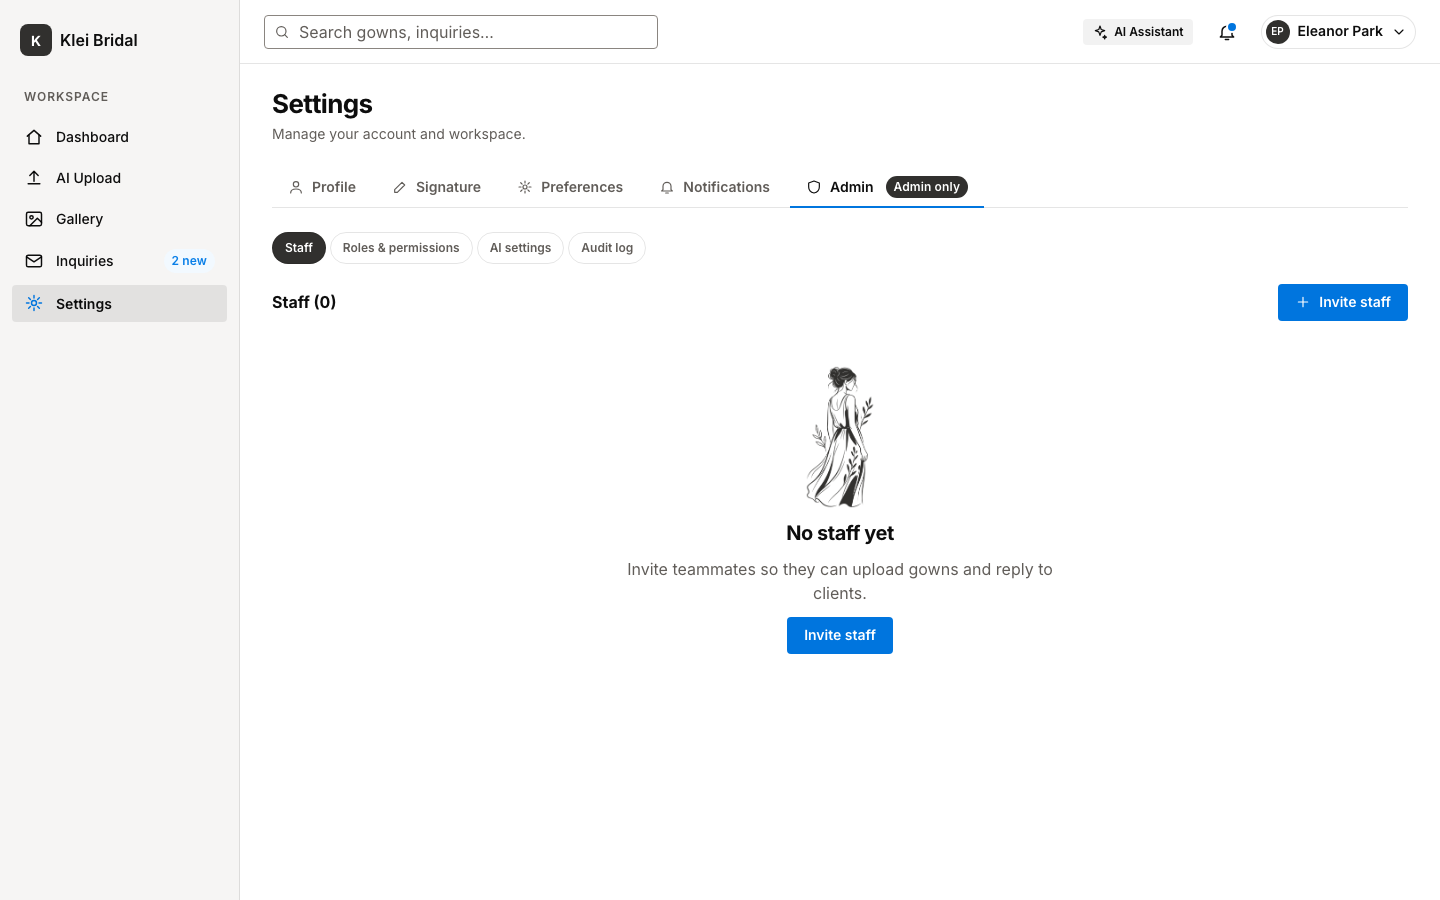 K
Klei Bridal
Search gowns, inquiries...
AI Assistant
EP
Eleanor Park
WORKSPACE
Dashboard
AI Upload
Gallery
Inquiries
2 new
Settings
Settings
Manage your account and workspace.
Profile
Signature
Preferences
Notifications
Admin
Admin only
Staff
Roles & permissions
AI settings
Audit log
Staff (0)
Invite staff
No staff yet
Invite teammates so they can upload gowns and reply to
clients.
Invite staff